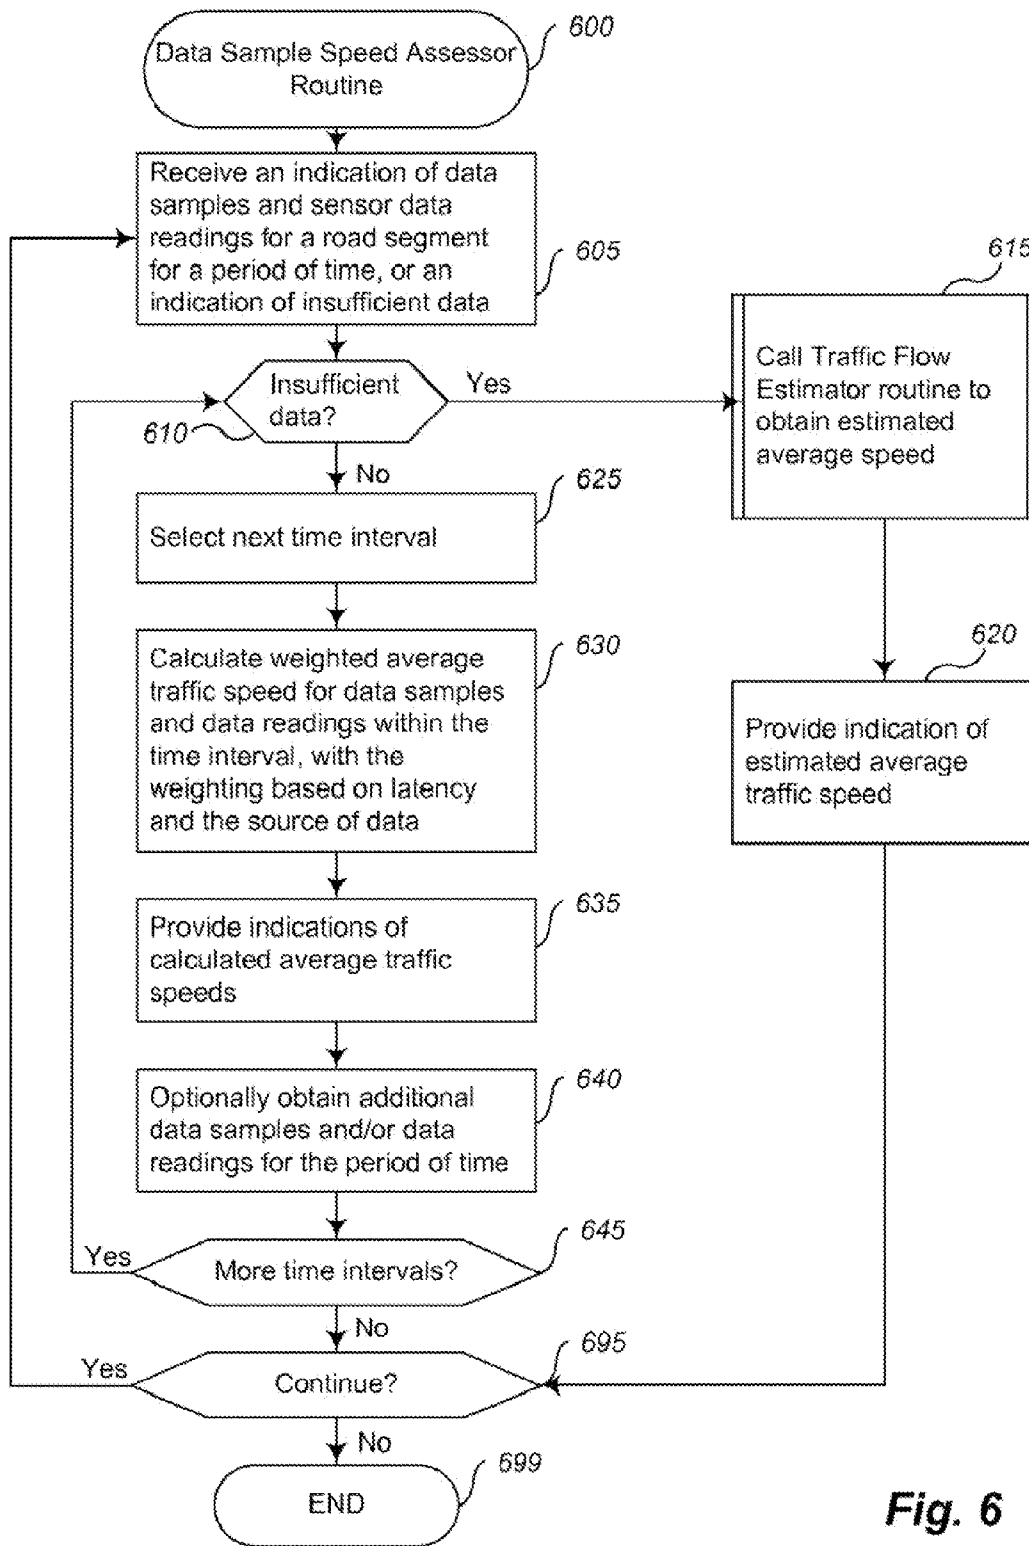 600
Data Sample Speed Assessor
Routine
Receive an indication of data
samples and sensor data
readings for a road segment
for a period of time, or an
indication of insufficient data
605
615
Insufficient
data?
Yes
610
Call Traffic Flow
Estimator routine to
obtain estimated
average speed
No
625
Select next time interval
630
Calculate weighted average
traffic speed for data samples
and data readings within the
time interval, with the
weighting based on latency
and the source of data
620
Provide indication of
estimated average
traffic speed
635
Provide indications of
calculated average traffic
speeds
640
Optionally obtain additional
data samples and/or data
readings for the period of time
645
Yes
More time intervals?
No
695
Yes
Continue?
No
699
END
Fig. 6